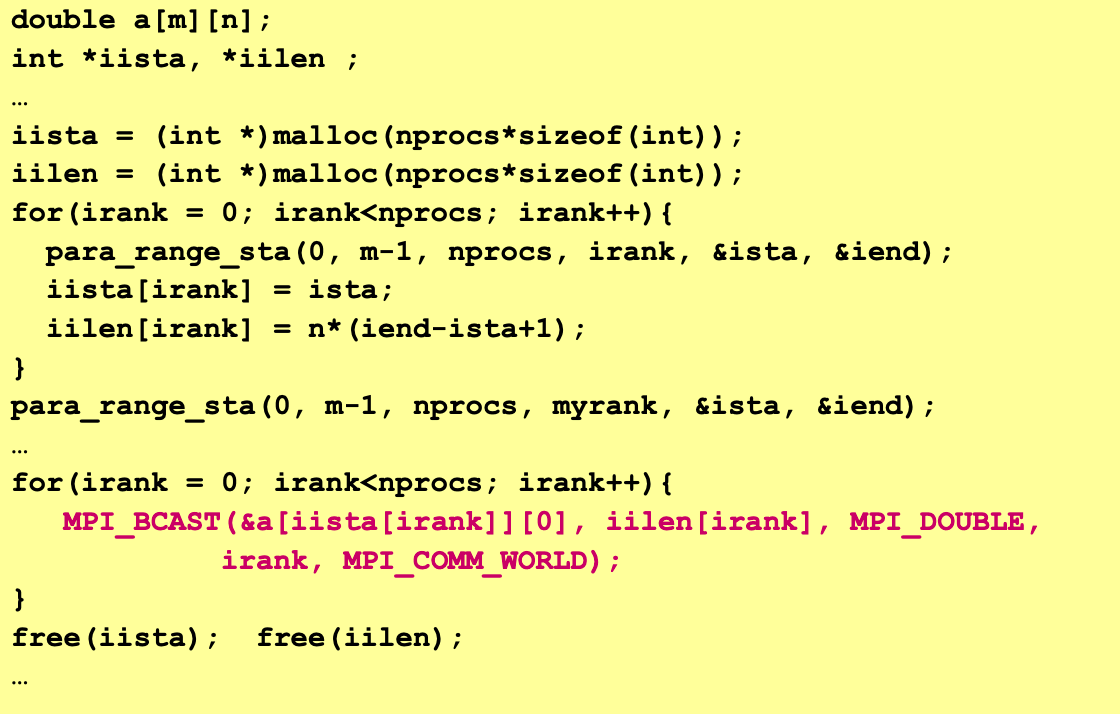 double a[m][n];
int *iista, *iilen ;
…
iista = (int *)malloc(nprocs*sizeof(int));
iilen = (int *)malloc(nprocs*sizeof(int));
for(irank = 0; irank<nprocs; irank++){
  para_range_sta(0, m-1, nprocs, irank, &ista, &iend);
  iista[irank] = ista;
  iilen[irank] = n*(iend-ista+1);
}
para_range_sta(0, m-1, nprocs, myrank, &ista, &iend);
…
for(irank = 0; irank<nprocs; irank++){
   MPI_BCAST(&a[iista[irank]][0], iilen[irank], MPI_DOUBLE,
            irank, MPI_COMM_WORLD);
}
free(iista);  free(iilen);
…